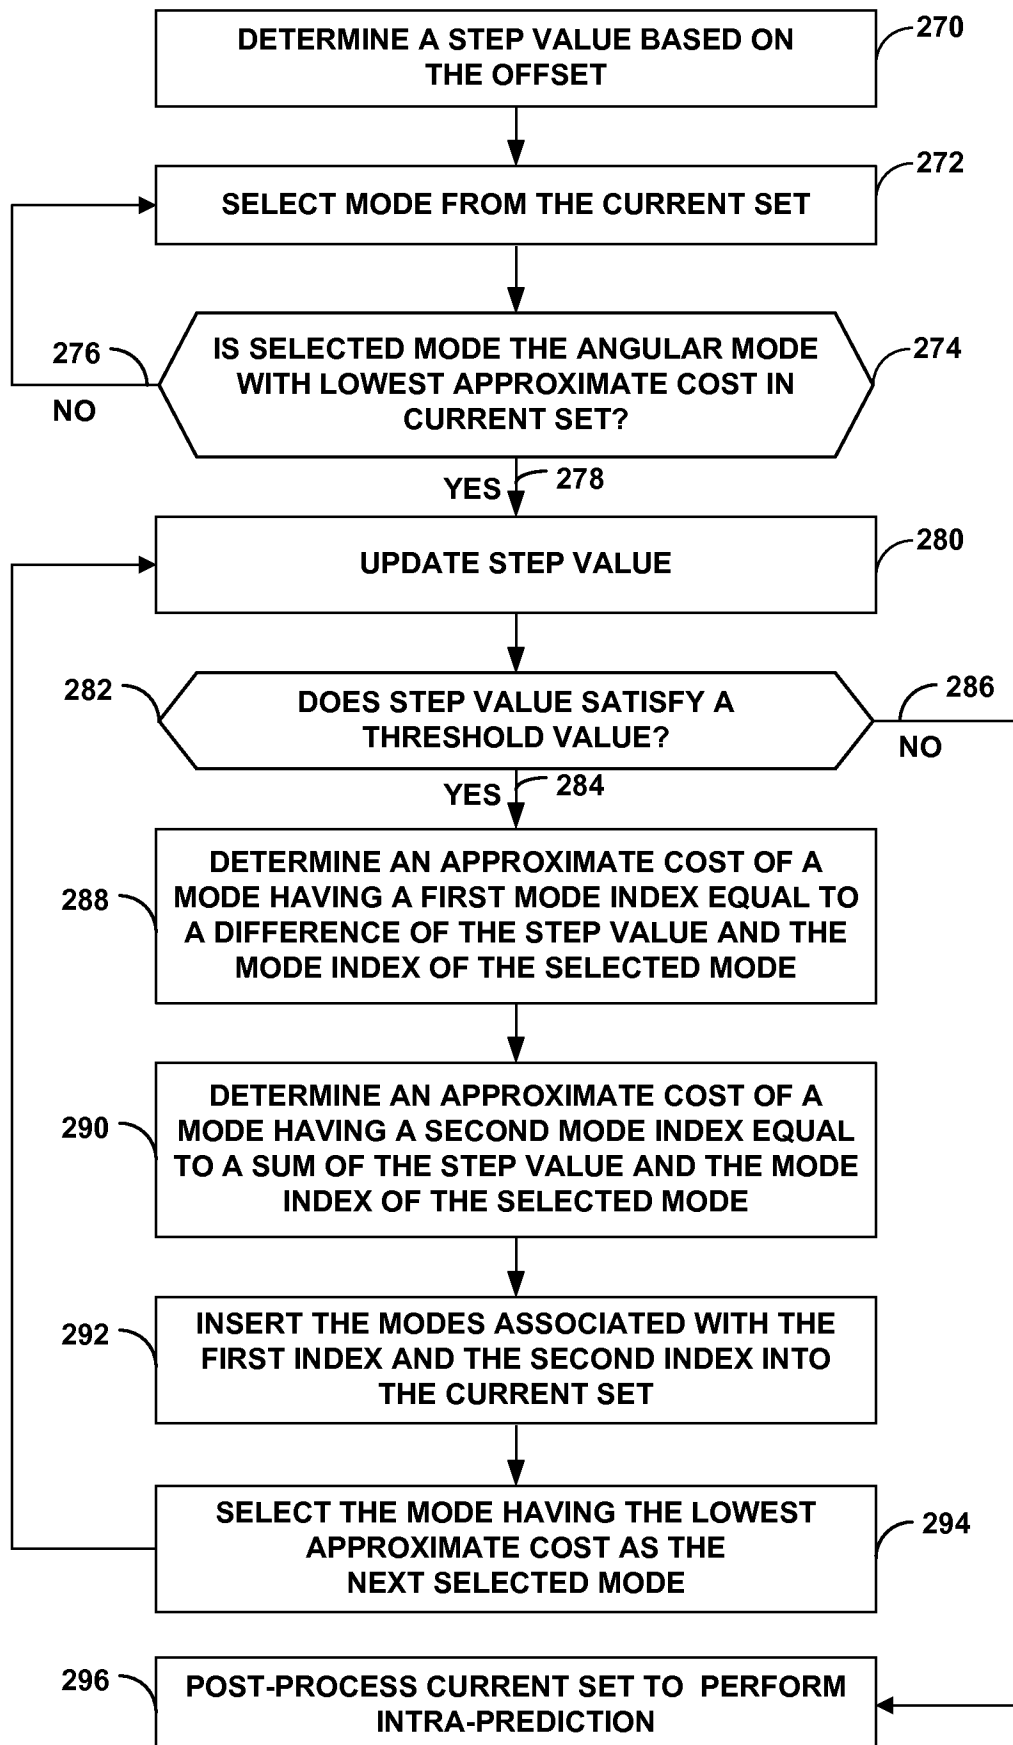 DETERMINE A STEP VALUE BASED ON
THE OFFSET
270
272
SELECT MODE FROM THE CURRENT SET
276
NO
IS SELECTED MODE THE ANGULAR MODE
WITH LOWEST APPROXIMATE COST IN
CURRENT SET?
274
YES
278
UPDATE STEP VALUE
280
282
DOES STEP VALUE SATISFY A
THRESHOLD VALUE?
286
NO
YES
284
288
DETERMINE AN APPROXIMATE COST OF A
MODE HAVING A FIRST MODE INDEX EQUAL TO
A DIFFERENCE OF THE STEP VALUE AND THE
MODE INDEX OF THE SELECTED MODE
290
DETERMINE AN APPROXIMATE COST OF A
MODE HAVING A SECOND MODE INDEX EQUAL
TO A SUM OF THE STEP VALUE AND THE MODE
INDEX OF THE SELECTED MODE
292
INSERT THE MODES ASSOCIATED WITH THE
FIRST INDEX AND THE SECOND INDEX INTO
THE CURRENT SET
SELECT THE MODE HAVING THE LOWEST
APPROXIMATE COST AS THE
NEXT SELECTED MODE
294
296
POST-PROCESS CURRENT SET TO PERFORM
INTRA-PREDICTION